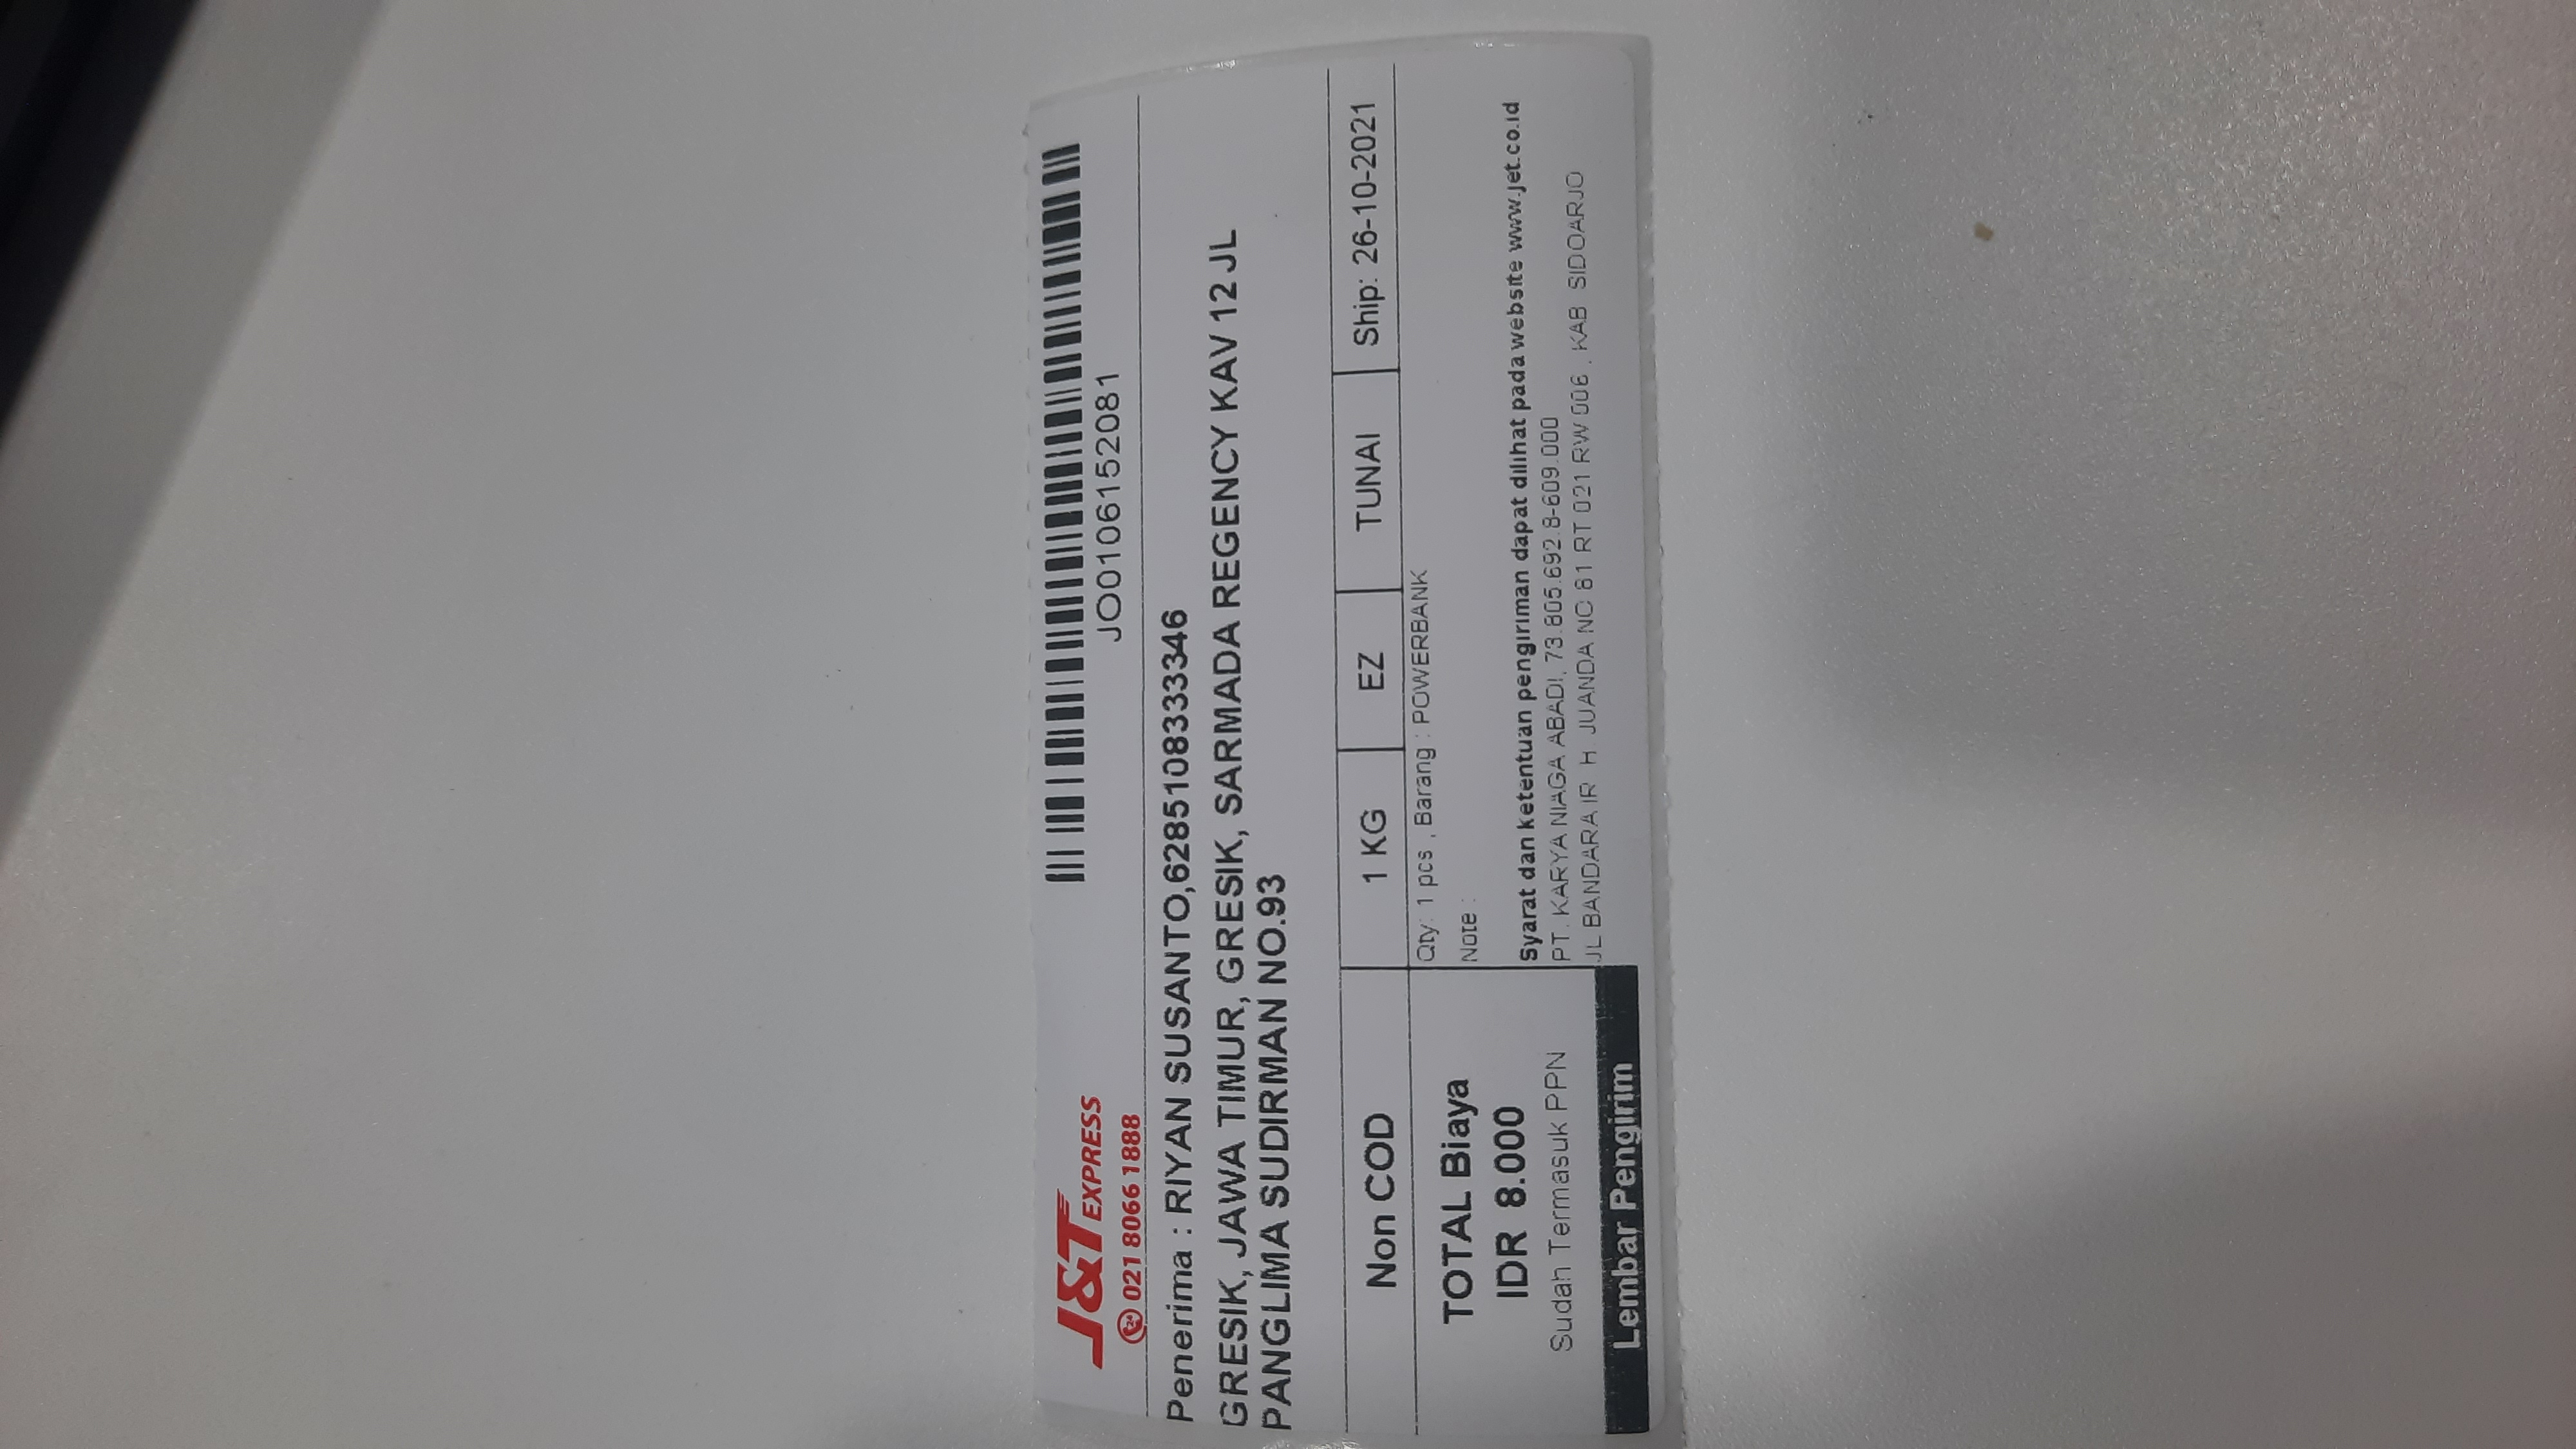 J&T EXPRESS
021 8066 1888
JO0106152081
Penerima : RIYAN SUSANTO,6285108333346
GRESIK, JAWA TIMUR, GRESIK, SARMADA REGENCY KAV 12 JL
PANGLIMA SUDIRMAN NO.93
Non COD
1 KG
EZ
TUNAI
Ship: 26-10-2021
TOTAL Biaya
IDR 8.000
Sudah Termasuk PPN
Lembar Pengirim
Qty: 1 pcs , Barang : POWERBANK
Note :
Syarat dan ketentuan pengiriman dapat dilihat pada website www.jet.co.id
PT. KARYA NIAGA ABADI, 73.805.692.8-609.000
JL BANDARA IR H JUANDA NO 81 RT 021 RW 006 , KAB SIDOARJO